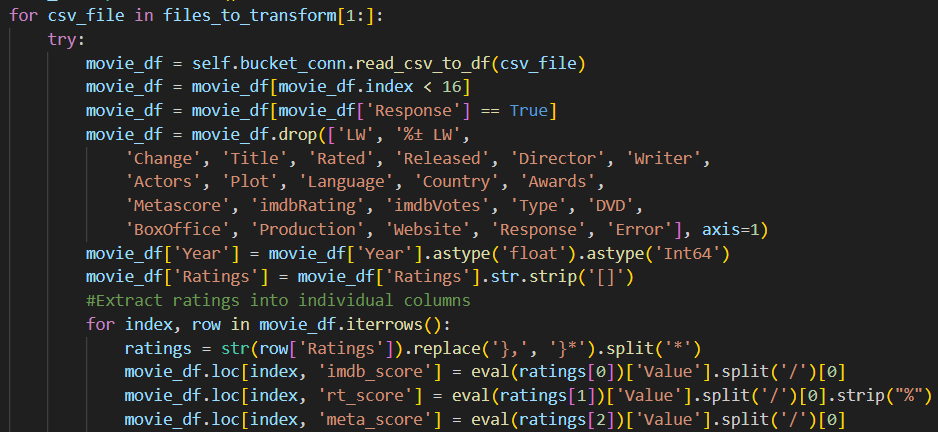 for csv_file in files_to_transform[1:]:
try:
movie_df = self.bucket_conn.read_csv_to_df(csv_file)
movie_df = movie_df[movie_df.index < 16]
movie_df = movie_df[movie_df['Response'] == True]
movie_df = movie_df.drop(['LW', '%± LW',
'Change', 'Title', 'Rated', 'Released', 'Director', 'Writer',
'Actors', 'Plot', 'Language', 'Country', 'Awards',
'Metascore', 'imdbRating', 'imdbVotes', 'Type', 'DVD',
'BoxOffice', 'Production', 'Website', 'Response', 'Error'], axis=1)
movie_df['Year'] = movie_df['Year'].astype('float').astype('Int64')
movie_df['Ratings'] = movie_df['Ratings'].str.strip('[]')
#Extract ratings into individual columns
for index, row in movie_df.iterrows():
ratings = str(row['Ratings']).replace('},', '}*').split('*')
movie_df.loc[index, 'imdb_score'] = eval(ratings[0])['Value'].split('/')[0]
movie_df.loc[index, 'rt_score'] = eval(ratings[1])['Value'].split('/')[0].strip("%")
movie_df.loc[index, 'meta_score'] = eval(ratings[2])['Value'].split('/')[0]